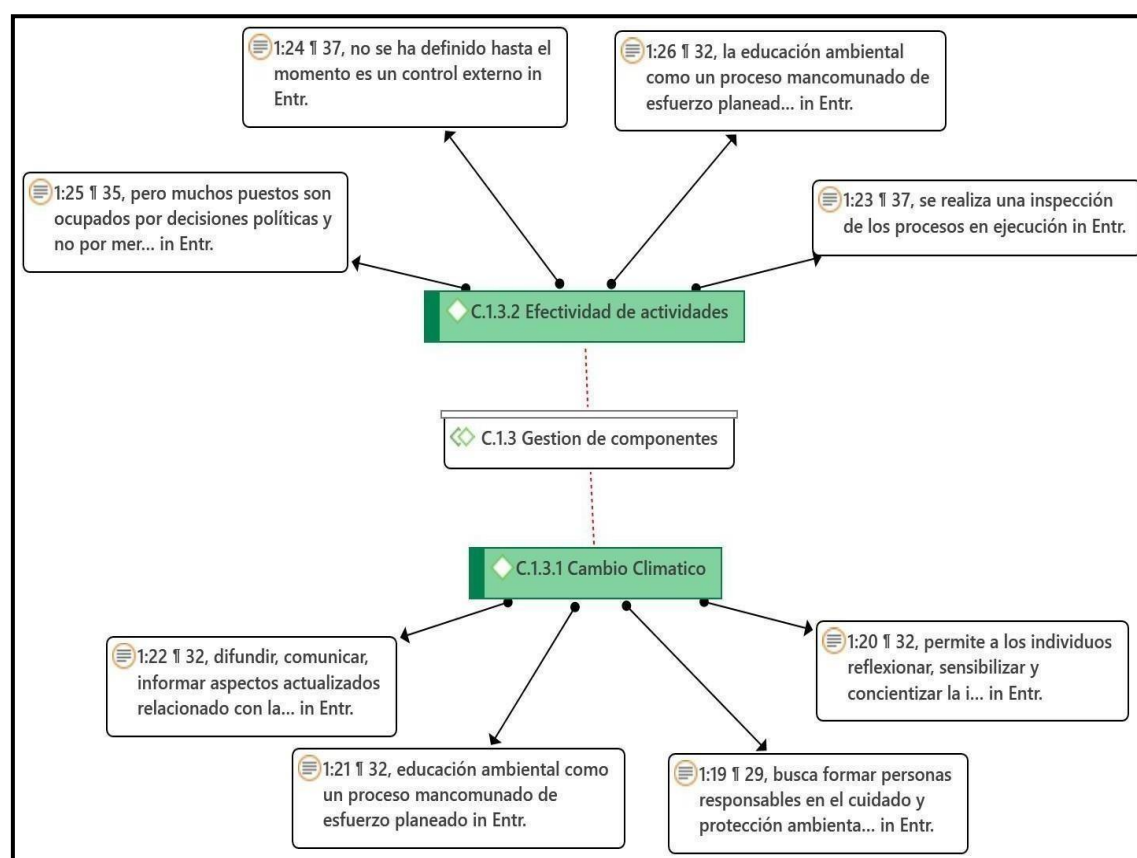 1:24 ¶ 37, no se ha definido hasta el
momento es un control externo in
Entr.
1:26 ¶ 32, la educación ambiental
como un proceso mancomunado de
esfuerzo planead... in Entr.
1:25 ¶ 35, pero muchos puestos son
ocupados por decisiones políticas y
no por mer... in Entr.
1:23 ¶ 37, se realiza una inspección
de los procesos en ejecución in Entr.
C.1.3.2 Efectividad de actividades
C.1.3 Gestion de componentes
C.1.3.1 Cambio Climatico
1:22 ¶ 32, difundir, comunicar,
informar aspectos actualizados
relacionado con la... in Entr.
1:20 ¶ 32, permite a los individuos
reflexionar, sensibilizar y
concientizar la i... in Entr.
1:21 ¶ 32, educación ambiental como
un proceso mancomunado de
esfuerzo planeado in Entr.
1:19 ¶ 29, busca formar personas
responsables en el cuidado y
protección ambienta... in Entr.